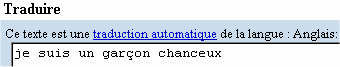 Traduire
Ce texte est une traduction automatique de la langue : Anglais:
je suis un garçon chanceux